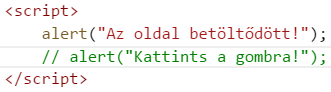 <script>
    alert("Az oldal betöltődött!");
    // alert("Kattints a gombra!");
</script>